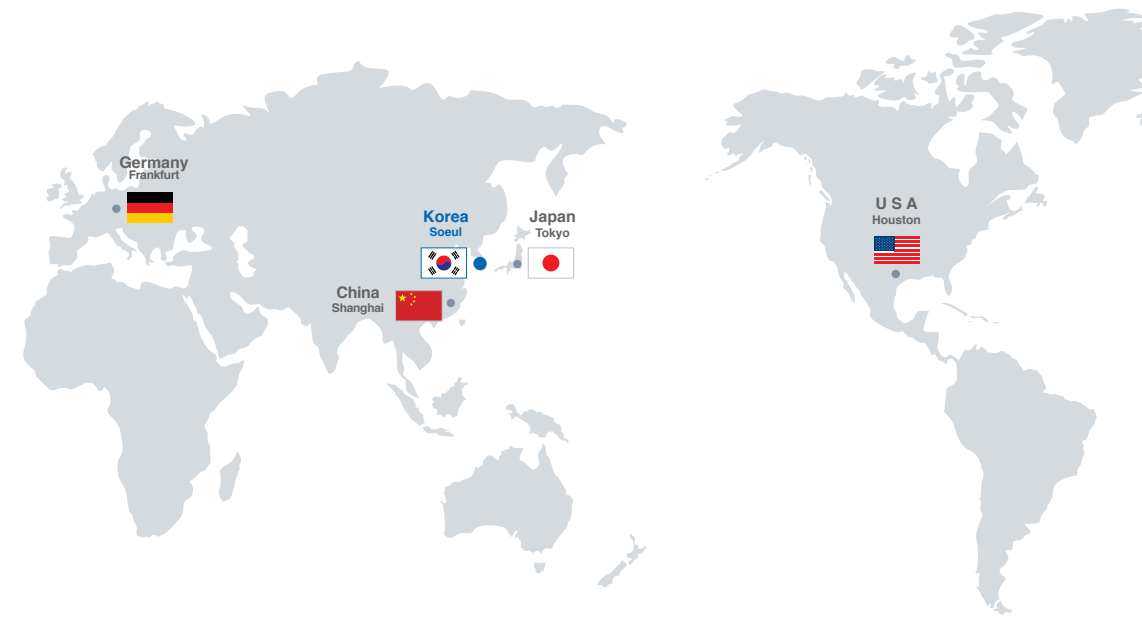 Germany
Frankfurt
Korea
Soeul
Japan
Tokyo
China
Shanghai
U S A
Houston